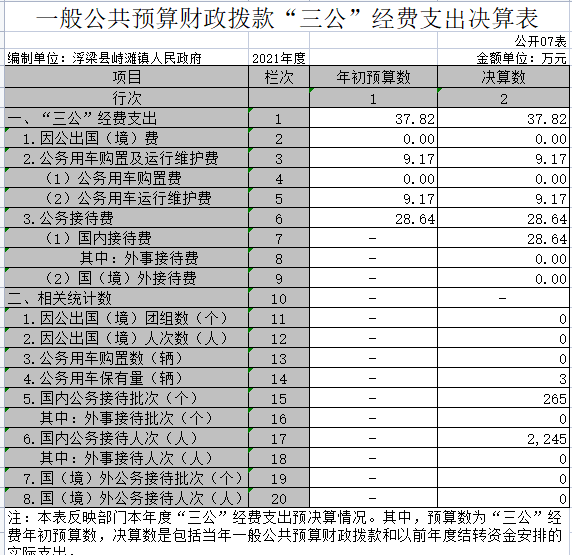 一般公共预算财政拨款“三公”经费支出决算表
公开07表
编制单位：浮梁县峙滩镇人民政府 2021年度 金额单位：万元
项目 栏次 年初预算数 决算数
行次 1 2
一、“三公”经费支出 1 37.82 37.82
1.因公出国（境）费 2 0.00 0.00
2.公务用车购置及运行维护费 3 9.17 9.17
（1）公务用车购置费 4 0.00 0.00
（2）公务用车运行维护费 5 9.17 9.17
3.公务接待费 6 28.64 28.64
（1）国内接待费 7 - 28.64
其中：外事接待费 8 - 0.00
（2）国（境）外接待费 9 - 0.00
二、相关统计数 10 - -
1.因公出国（境）团组数（个） 11 - 0
2.因公出国（境）人次数（人） 12 - 0
3.公务用车购置数（辆） 13 - 0
4.公务用车保有量（辆） 14 - 3
5.国内公务接待批次（个） 15 - 265
其中：外事接待批次（个） 16 - 0
6.国内公务接待人次（人） 17 - 2,245
其中：外事接待人次（人） 18 - 0
7.国（境）外公务接待批次（个） 19 - 0
8.国（境）外公务接待人次（人） 20 - 0
注：本表反映部门本年度“三公”经费支出预决算情况。其中，预算数为“三公”经
费年初预算数，决算数是包括当年一般公共预算财政拨款和以前年度结转资金安排的
实际支出。